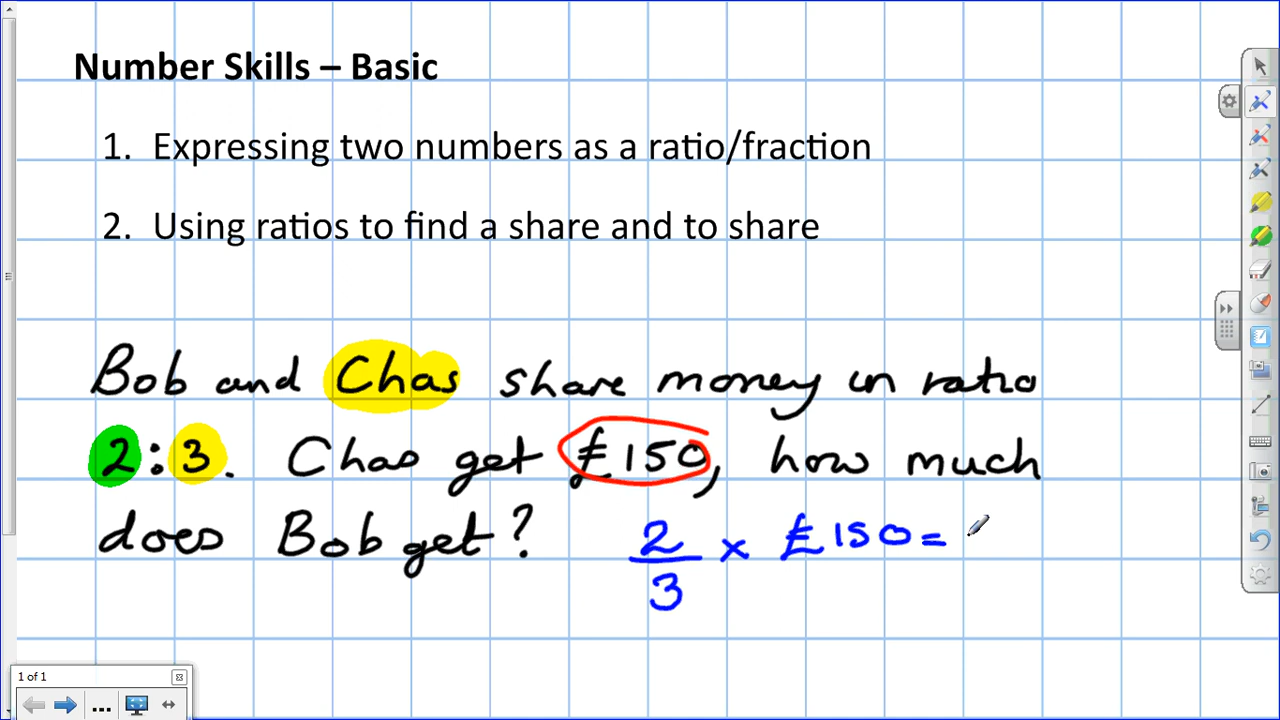 Number Skills – Basic
1. Expressing two numbers as a ratio/fraction
2. Using ratios to find a share and to share
Bob and Chas share money in ratio
2:3. Chas get £150, how much
does Bob get? 2/3 × £150 =
1 of 1